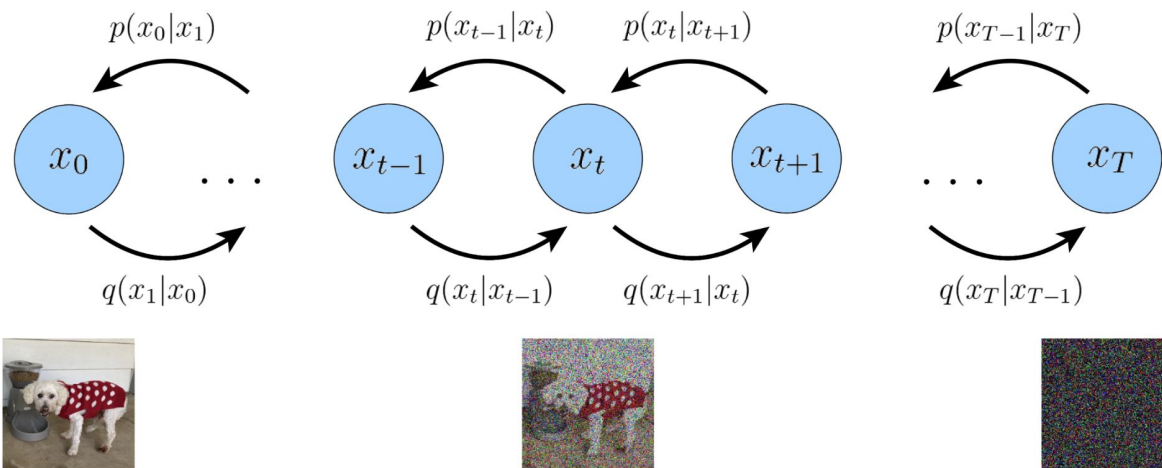 p(x_0|x_1) p(x_{t-1}|x_t) p(x_t|x_{t+1}) p(x_{T-1}|x_T)
x_0 . . . x_{t-1} x_t x_{t+1} . . . x_T
q(x_1|x_0) q(x_t|x_{t-1}) q(x_{t+1}|x_t) q(x_T|x_{T-1})